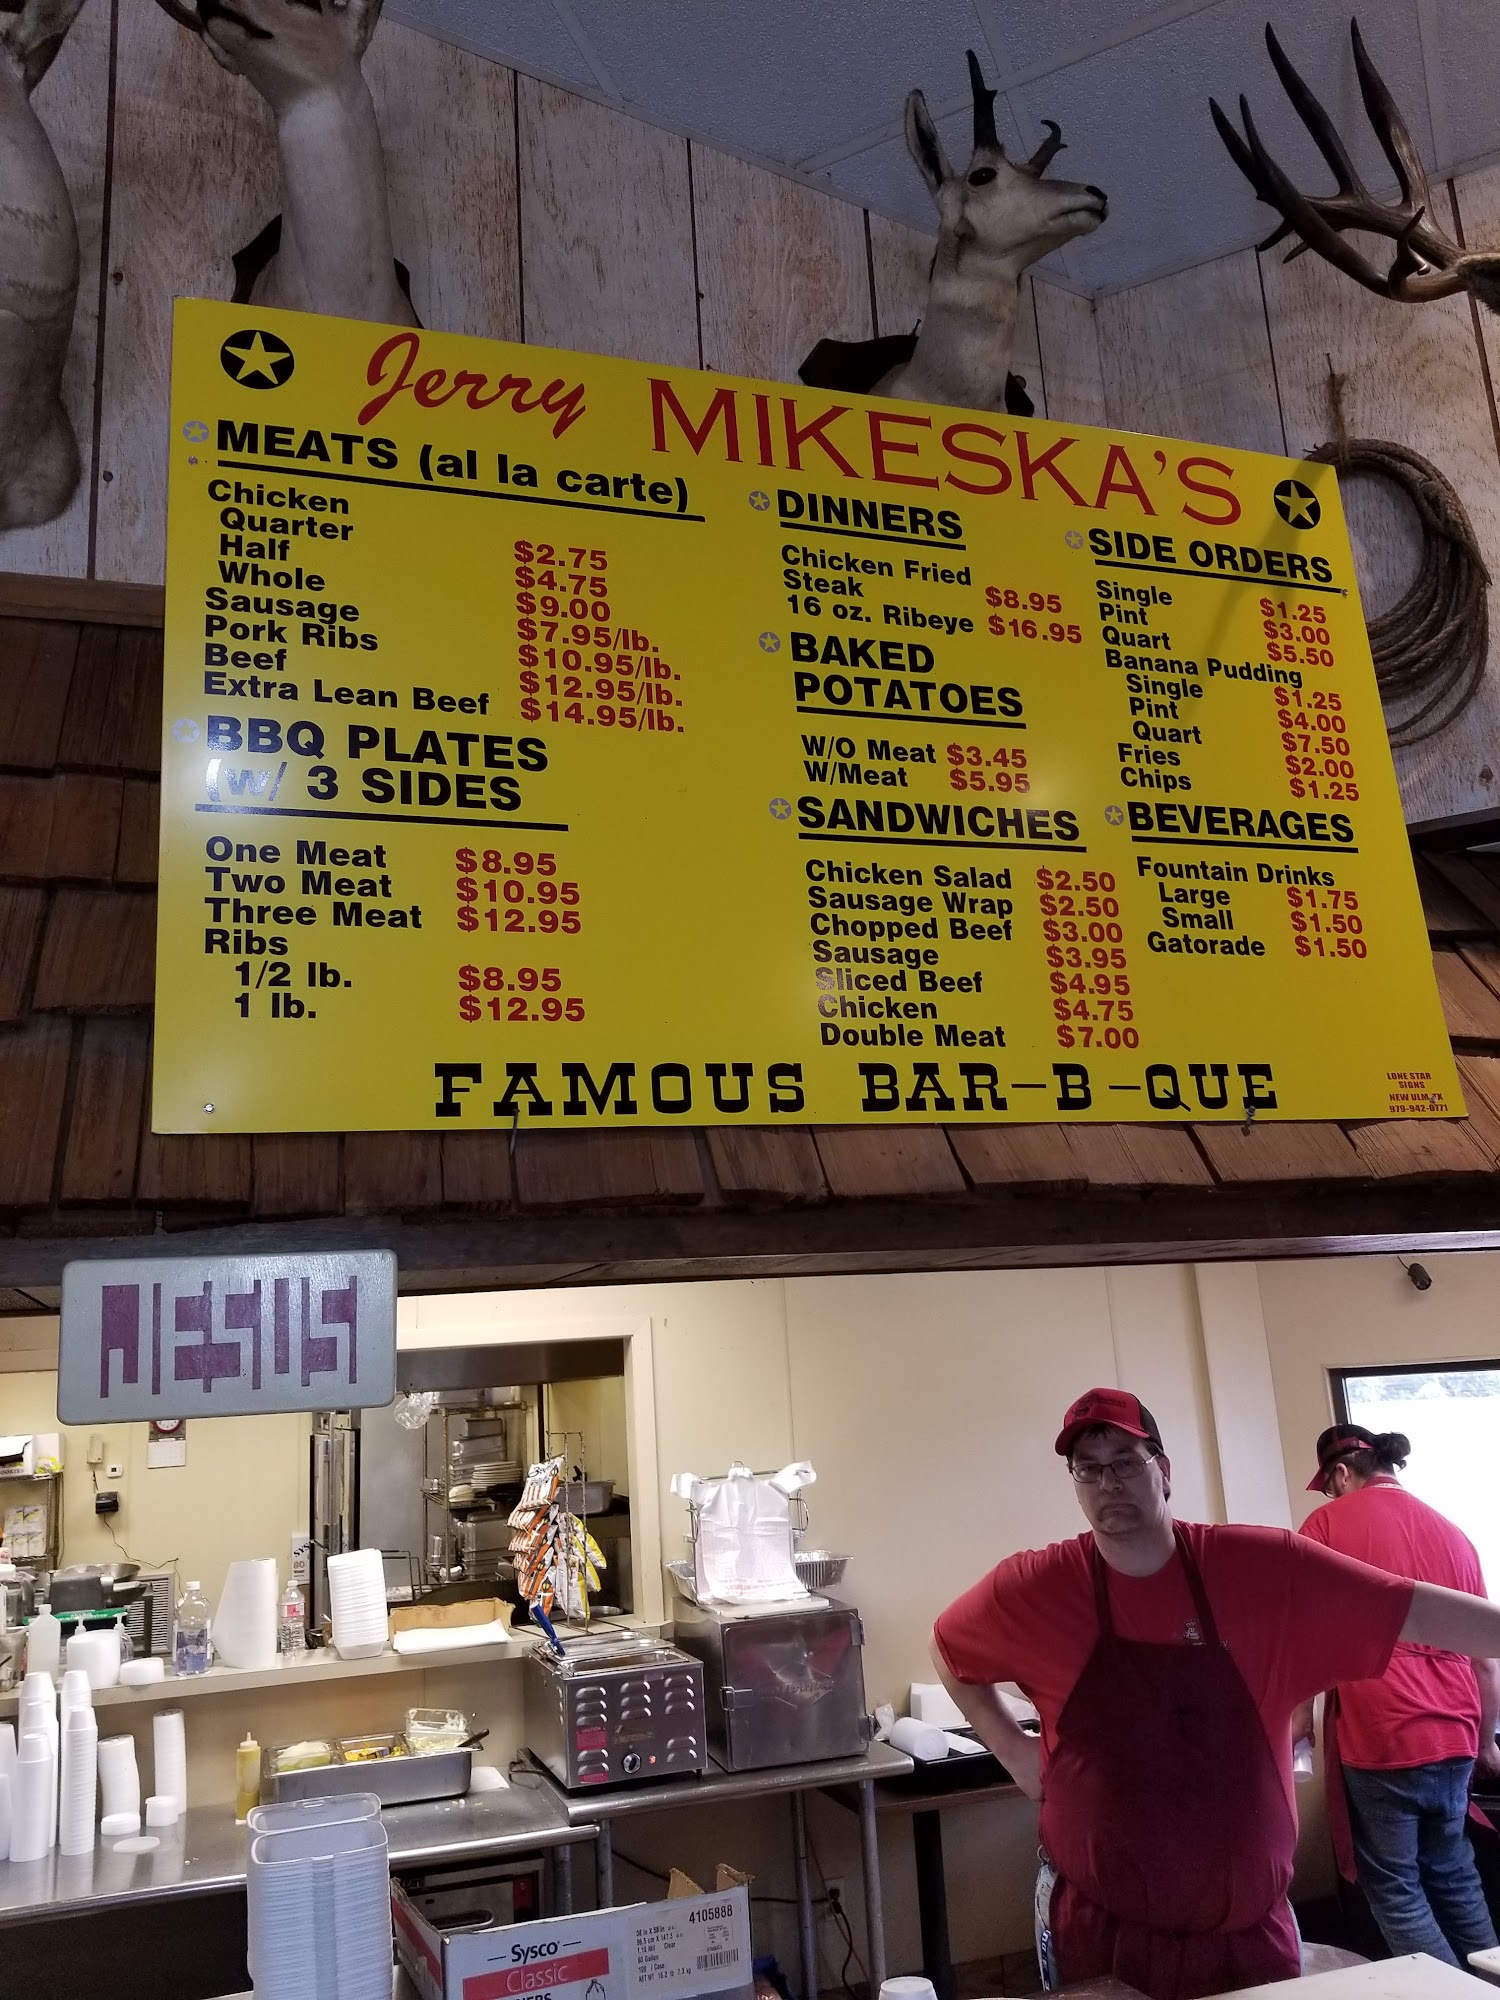 Jerry MIKESKA'S
MEATS (al la carte)
Chicken
Quarter $2.75
Half $4.75
Whole $9.00
Sausage $7.95/lb.
Pork Ribs $10.95/lb.
Beef $12.95/lb.
Extra Lean Beef $14.95/lb.
BBQ PLATES
(w/ 3 SIDES
One Meat $8.95
Two Meat $10.95
Three Meat $12.95
Ribs
1/2 lb. $8.95
1 lb. $12.95
DINNERS
Chicken Fried
Steak $8.95
16 oz. Ribeye $16.95
BAKED
POTATOES
W/O Meat $3.45
W/Meat $5.95
SANDWICHES
Chicken Salad $2.50
Sausage Wrap $2.50
Chopped Beef $3.00
Sausage $3.95
Sliced Beef $4.95
Chicken $4.75
Double Meat $7.00
SIDE ORDERS
Single $1.25
Pint $3.00
Quart $5.50
Banana Pudding
Single $1.25
Pint $4.00
Quart $7.50
Fries $2.00
Chips $1.25
BEVERAGES
Fountain Drinks
Large $1.75
Small $1.50
Gatorade $1.50
FAMOUS BAR-B-QUE
LONE STAR
SIGNS
NEW ULM, TX
979-942-0771
JESUS
Sysco
Classic
4105888